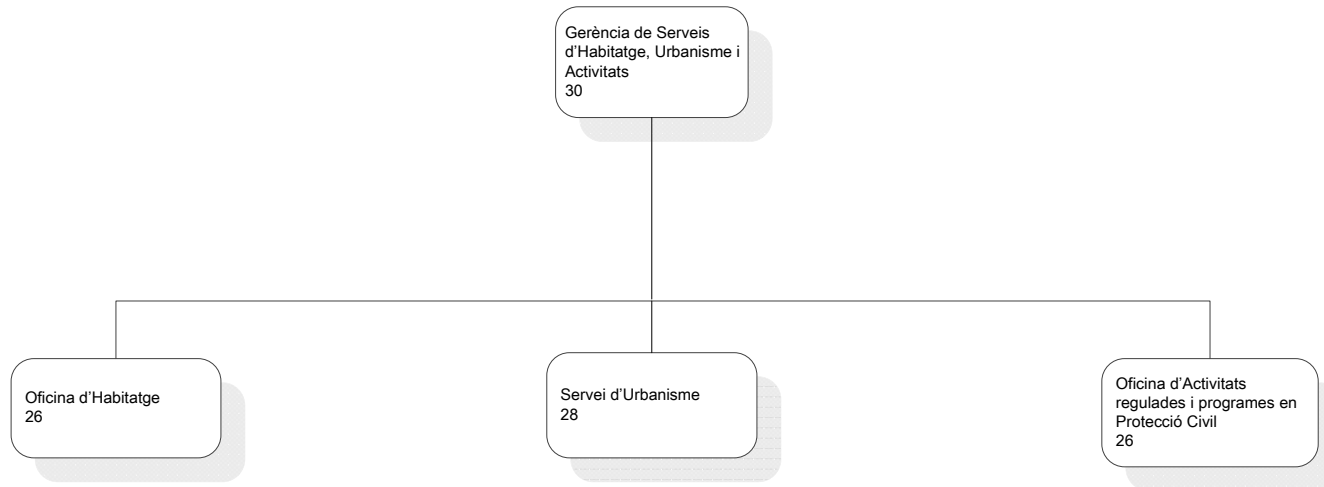 Gerència de Serveis
d’Habitatge, Urbanisme i
Activitats
30
Oficina d’Habitatge
26
Servei d’Urbanisme
28
Oficina d’Activitats
regulades i programes en
Protecció Civil
26